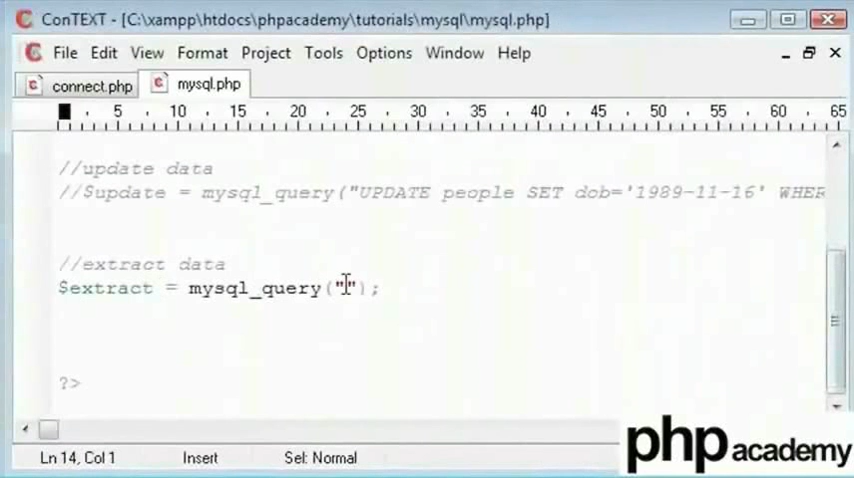 ConTEXT - [C:\xampp\htdocs\phpacademy\tutorials\mysql\mysql.php]
File Edit View Format Project Tools Options Window Help
connect.php mysql.php
5 10 15 20 25 30 35 40 45 50 55 60 65
//update data
//$update = mysql_query("UPDATE people SET dob='1989-11-16' WHER
//extract data
$extract = mysql_query("");
?>
Ln 14, Col 1 Insert Sel: Normal
php academy